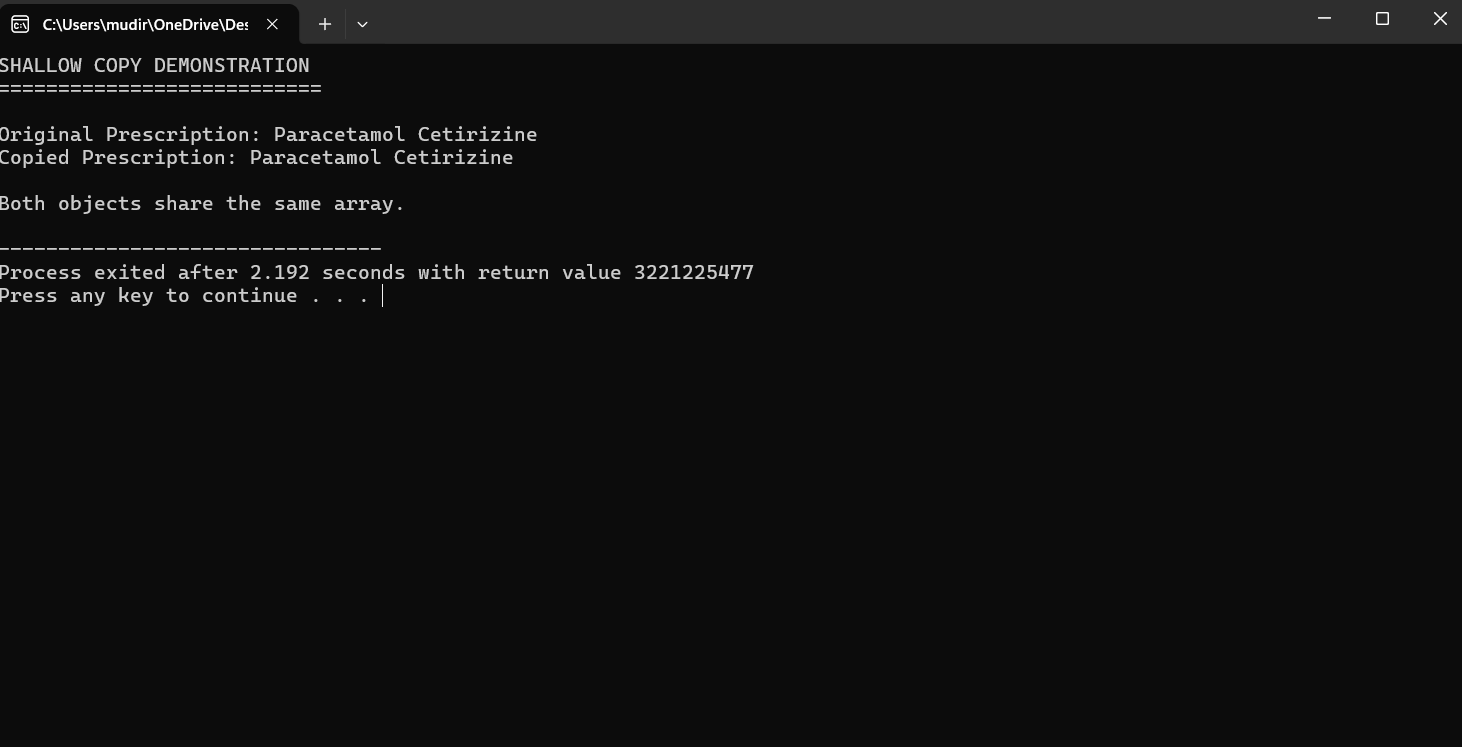 C:\Users\mudir\OneDrive\Des
SHALLOW COPY DEMONSTRATION
===========================
Original Prescription: Paracetamol Cetirizine
Copied Prescription: Paracetamol Cetirizine
Both objects share the same array.
--------------------------------
Process exited after 2.192 seconds with return value 3221225477
Press any key to continue . . .